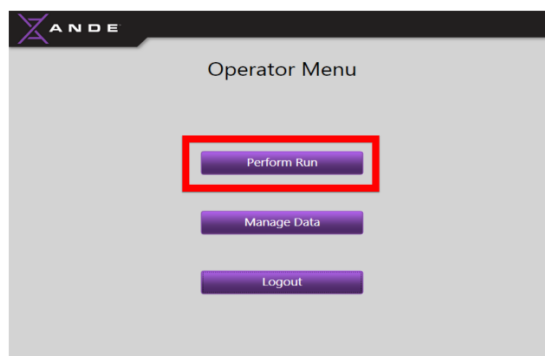 ANDE
Operator Menu
Perform Run
Manage Data
Logout